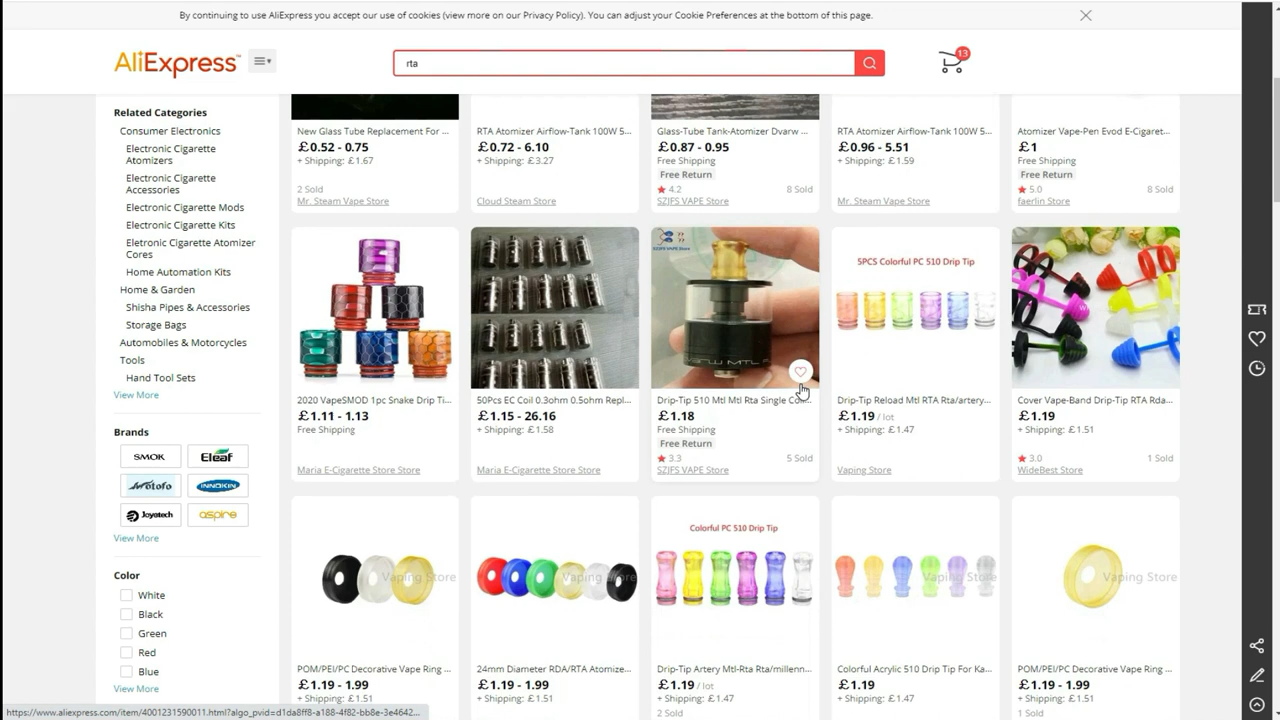 By continuing to use AliExpress you accept our use of cookies (view more on our Privacy Policy). You can adjust your Cookie Preferences at the bottom of this page.
AliExpress™
rta
13
Related Categories
Consumer Electronics
Electronic Cigarette
Atomizers
Electronic Cigarette
Accessories
Electronic Cigarette Mods
Electronic Cigarette Kits
Eletronic Cigarette Atomizer
Cores
Home Automation Kits
Home & Garden
Shisha Pipes & Accessories
Storage Bags
Automobiles & Motorcycles
Tools
Hand Tool Sets
View More
Brands
SMOK
Eleaf
Wotofo
INNOKIN
Joyetech
aspire
View More
Color
White
Black
Green
Red
Blue
View More
New Glass Tube Replacement For ...
£0.52 - 0.75
+ Shipping: £1.67
2 Sold
Mr. Steam Vape Store
RTA Atomizer Airflow-Tank 100W 5...
£0.72 - 6.10
+ Shipping: £3.27
Cloud Steam Store
Glass-Tube Tank-Atomizer Dvarw ...
£0.87 - 0.95
Free Shipping
Free Return
4.2
8 Sold
SZIFS VAPE Store
RTA Atomizer Airflow-Tank 100W 5...
£0.96 - 5.51
+ Shipping: £1.59
Mr. Steam Vape Store
Atomizer Vape-Pen Evod E-Cigaret...
£1
Free Shipping
Free Return
5.0
8 Sold
faerlin Store
2020 VapeSMOD 1pc Snake Drip Ti...
£1.11 - 1.13
Free Shipping
Maria E-Cigarette Store Store
50Pcs EC Coil 0.3ohm 0.5ohm Repl...
£1.15 - 26.16
+ Shipping: £1.58
Maria E-Cigarette Store Store
SZIFS VAPE Store
Drip-Tip 510 Mtl Mtl Rta Single Co...
£1.18
Free Shipping
Free Return
3.3
5 Sold
SZIFS VAPE Store
5PCS Colorful PC 510 Drip Tip
Drip-Tip Reload Mtl RTA Rta/artery...
£1.19 / lot
+ Shipping: £1.47
Vaping Store
Cover Vape-Band Drip-Tip RTA Rda...
£1.19
+ Shipping: £1.51
3.0
1 Sold
WideBest Store
Vaping Store
POM/PEI/PC Decorative Vape Ring ...
£1.19 - 1.99
+ Shipping: £1.51
Vaping Store
24mm Diameter RDA/RTA Atomize...
£1.19 - 1.99
+ Shipping: £1.51
Colorful PC 510 Drip Tip
Drip-Tip Artery Mtl-Rta Rta/millenn...
£1.19 / lot
+ Shipping: £1.47
2 Sold
Vaping Store
Colorful Acrylic 510 Drip Tip For Ka...
£1.19
+ Shipping: £1.47
Vaping Store
POM/PEI/PC Decorative Vape Ring ...
£1.19 - 1.99
+ Shipping: £1.51
1 Sold
https://www.aliexpress.com/item/4001231590011.html?algo_pvid=d1da8ff8-a188-4f82-bb8e-3e4642...